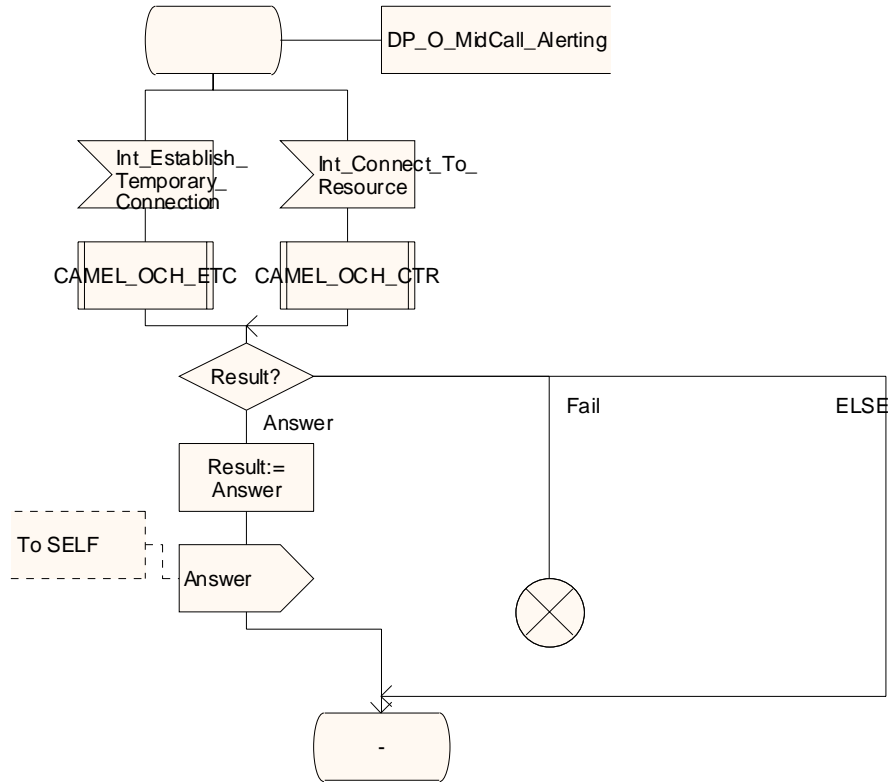 DP_O_MidCall_Alerting
Int_Establish_
Temporary_
Connection
Int_Connect_To_
Resource
CAMEL_OCH_ETC
CAMEL_OCH_CTR
Result?
Fail
ELSE
Answer
Result:=
Answer
To SELF
Answer
-